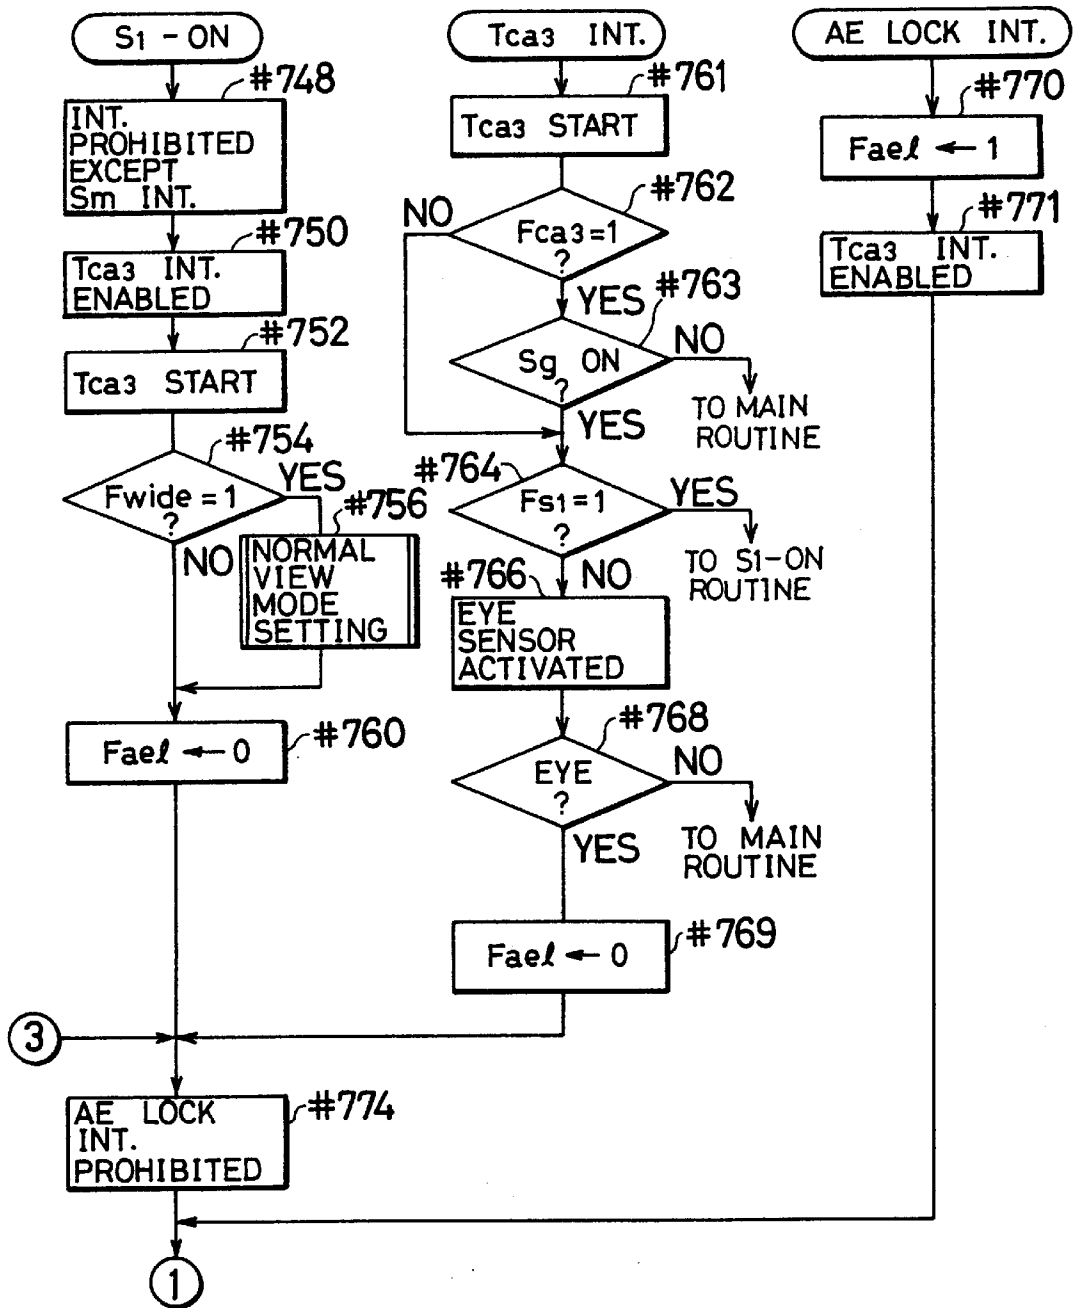 S1 - ON
#748
INT.
PROHIBITED
EXCEPT
Sm INT.
#750
Tca3 INT.
ENABLED
#752
Tca3 START
#754
Fwide = 1
?
YES
NO
#756
NORMAL
VIEW
MODE
SETTING
#760
Fael ← 0
3
#774
AE LOCK
INT.
PROHIBITED
1
Tca3 INT.
#761
Tca3 START
#762
NO
Fca3=1
?
YES
#763
Sg ON
?
NO
TO MAIN
ROUTINE
YES
#764
Fs1=1
?
YES
TO S1-ON
ROUTINE
NO
#766
EYE
SENSOR
ACTIVATED
#768
EYE
?
NO
TO MAIN
ROUTINE
YES
#769
Fael ← 0
AE LOCK INT.
#770
Fael ← 1
#771
Tca3 INT.
ENABLED